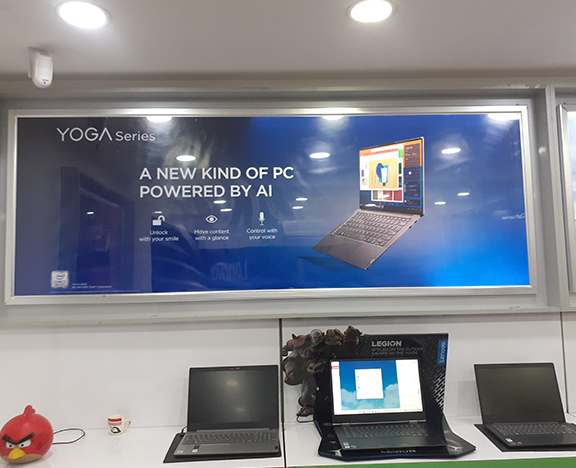 YOGA Series
A NEW KIND OF PC
POWERED BY AI
Unlock
with your smile
Move content
with a glance
Control with
your voice
LEGION
Lenovo
LEGION